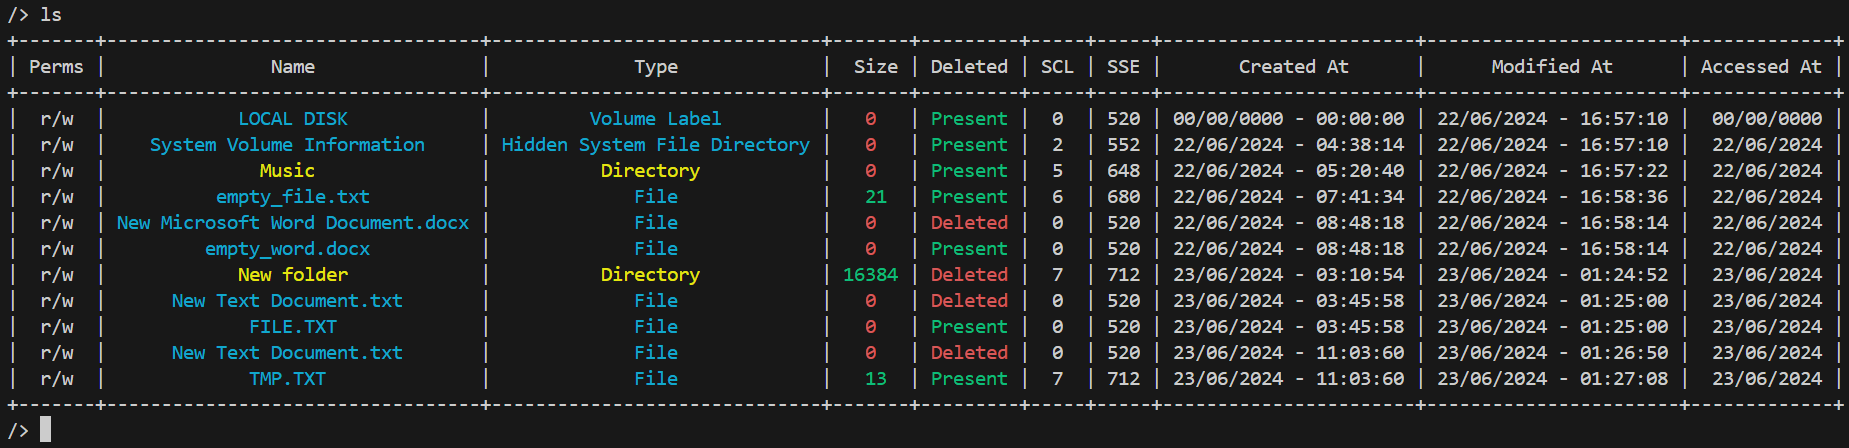 /> ls
+-------+----------------------------------+------------------------------+-------+---------+-----+-----+-----------------------+-----------------------+-------------+
| Perms |               Name               |             Type             |  Size | Deleted | SCL | SSE |       Created At      |      Modified At      | Accessed At |
+-------+----------------------------------+------------------------------+-------+---------+-----+-----+-----------------------+-----------------------+-------------+
|  r/w  |            LOCAL DISK            |         Volume Label         |   0   | Present |  0  | 520 | 00/00/0000 - 00:00:00 | 22/06/2024 - 16:57:10 |  00/00/0000 |
|  r/w  |    System Volume Information     | Hidden System File Directory |   0   | Present |  2  | 552 | 22/06/2024 - 04:38:14 | 22/06/2024 - 16:57:10 |  22/06/2024 |
|  r/w  |              Music               |          Directory           |   0   | Present |  5  | 648 | 22/06/2024 - 05:20:40 | 22/06/2024 - 16:57:22 |  22/06/2024 |
|  r/w  |          empty_file.txt          |             File             |   21  | Present |  6  | 680 | 22/06/2024 - 07:41:34 | 22/06/2024 - 16:58:36 |  22/06/2024 |
|  r/w  | New Microsoft Word Document.docx |             File             |   0   | Deleted |  0  | 520 | 22/06/2024 - 08:48:18 | 22/06/2024 - 16:58:14 |  22/06/2024 |
|  r/w  |         empty_word.docx          |             File             |   0   | Present |  0  | 520 | 22/06/2024 - 08:48:18 | 22/06/2024 - 16:58:14 |  22/06/2024 |
|  r/w  |            New folder            |          Directory           | 16384 | Deleted |  7  | 712 | 23/06/2024 - 03:10:54 | 23/06/2024 - 01:24:52 |  23/06/2024 |
|  r/w  |      New Text Document.txt       |             File             |   0   | Deleted |  0  | 520 | 23/06/2024 - 03:45:58 | 23/06/2024 - 01:25:00 |  23/06/2024 |
|  r/w  |             FILE.TXT             |             File             |   0   | Present |  0  | 520 | 23/06/2024 - 03:45:58 | 23/06/2024 - 01:25:00 |  23/06/2024 |
|  r/w  |      New Text Document.txt       |             File             |   0   | Deleted |  0  | 520 | 23/06/2024 - 11:03:60 | 23/06/2024 - 01:26:50 |  23/06/2024 |
|  r/w  |             TMP.TXT              |             File             |   13  | Present |  7  | 712 | 23/06/2024 - 11:03:60 | 23/06/2024 - 01:27:08 |  23/06/2024 |
+-------+----------------------------------+------------------------------+-------+---------+-----+-----+-----------------------+-----------------------+-------------+
/>